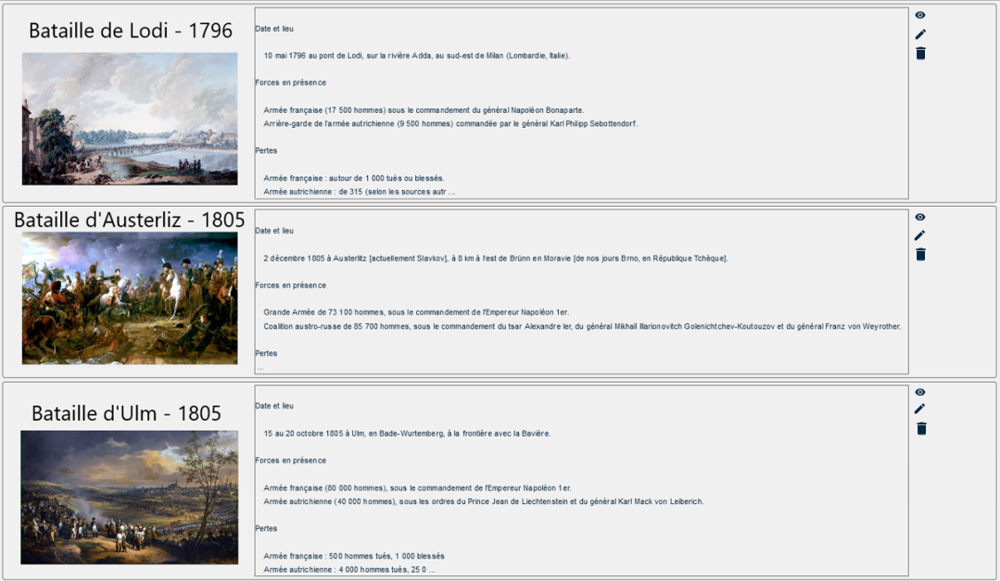 Bataille de Lodi - 1796
Date et lieu
10 mai 1796 au pont de Lodi, sur la rivière Adda, au sud-est de Milan (Lombardie, Italie).
Forces en présence
Armée française (17 500 hommes) sous le commandement du général Napoléon Bonaparte.
Arrière-garde de l'armée autrichienne (9 500 hommes) commandée par le général Karl Philipp Sebottendorf.
Pertes
Armée française : autour de 1 000 tués ou blessés.
Armée autrichienne : de 315 (selon les sources autr ...
Bataille d'Austerliz - 1805
Date et lieu
2 décembre 1805 à Austerlitz [actuellement Slavkov], à 8 km à l'est de Brünn en Moravie [de nos jours Brno, en République Tchèque].
Forces en présence
Grande Armée de 73 100 hommes, sous le commandement de l'Empereur Napoléon 1er.
Coalition austro-russe de 85 700 hommes, sous le commandement du tsar Alexandre Ier, du général Mikhaïl Illarionovitch Golenichtchev-Koutouzov et du général Franz von Weyrother.
Pertes
...
Bataille d'Ulm - 1805
Date et lieu
15 au 20 octobre 1805 à Ulm, en Bade-Wurtemberg, à la frontière avec la Bavière.
Forces en présence
Armée française (80 000 hommes), sous le commandement de l'Empereur Napoléon 1er.
Armée autrichienne (40 000 hommes), sous les ordres du Prince Jean de Liechtenstein et du général Karl Mack von Leiberich.
Pertes
Armée française : 500 hommes tués, 1 000 blessés
Armée autrichienne : 4 000 hommes tués, 25 0 ...